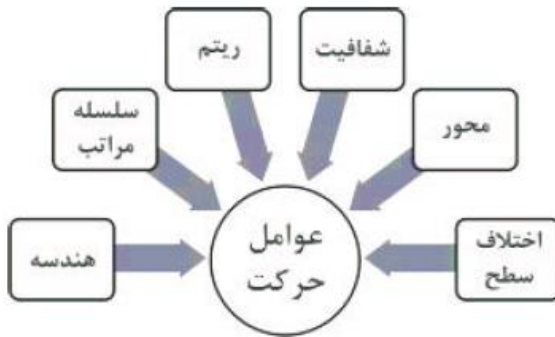 شفافیت
ریتم
محور
سلسله
مراتب
اختلاف
سطح
هندسه
عوامل
حرکت